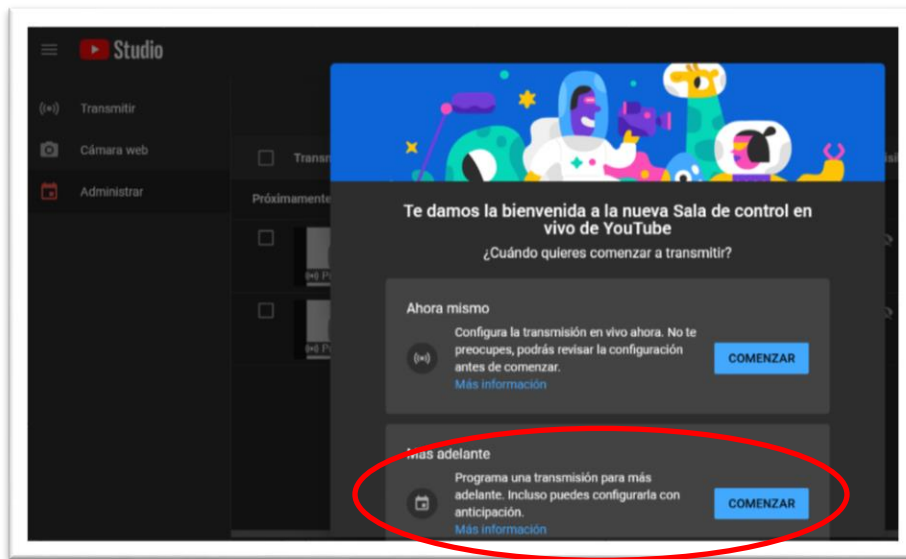 Studio
Transmitir
Cámara web
Administrar
Transm
Próximamente
Te damos la bienvenida a la nueva Sala de control en
vivo de YouTube
¿Cuándo quieres comenzar a transmitir?
Ahora mismo
Configura la transmisión en vivo ahora. No te
preocupes, podrás revisar la configuración
antes de comenzar.
Más información
COMENZAR
Más adelante
Programa una transmisión para más
adelante. Incluso puedes configurarla con
anticipación.
Más información
COMENZAR